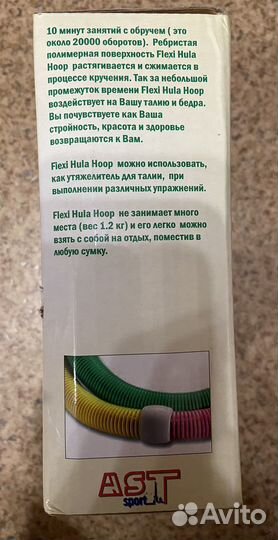 10 минут занятий с обручем ( это
около 20000 оборотов). Ребристая
полимерная поверхность Flexi Hula
Hoop растягивается и сжимается в
процессе кручения. Так за небольшой
промежуток времени Flexi Hula Hoop
воздействует на Вашу талию и бедра.
Вы почувствуете как Ваша
стройность, красота и здоровье
возвращаются к Вам.
Flexi Hula Hoop можно использовать,
как утяжелитель для талии, при
выполнении различных упражнений.
Flexi Hula Hoop не занимает много
места (вес 1.2 кг) и его легко можно
взять с собой на отдых, поместив в
любую сумку.
AST
sport_lu
Avito